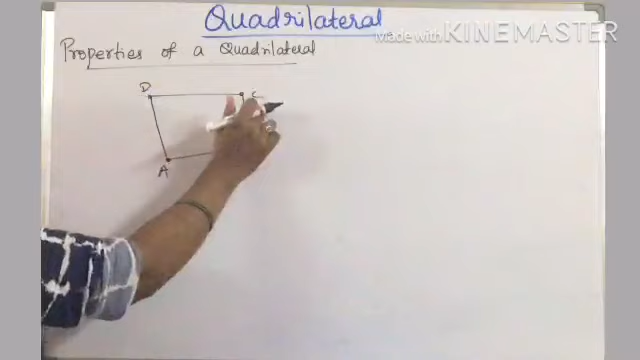 Quadrilateral
Made with KINEMASTER
Properties of a Quadrilateral
D
C
A